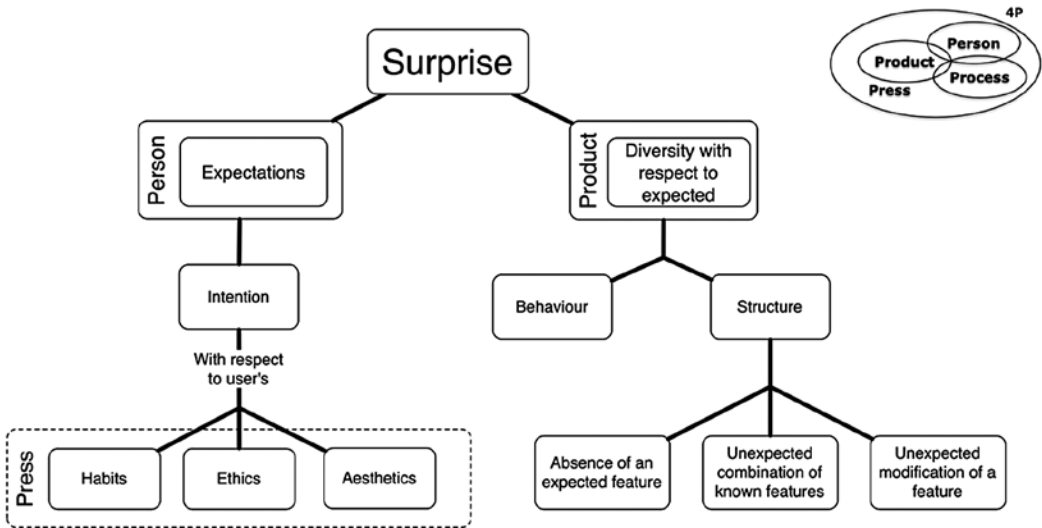 4P
Person
Product
Process
Press
Surprise
Person
Expectations
Product
Diversity with
respect to
expected
Intention
Behaviour
Structure
With respect
to user's
Press
Habits
Ethics
Aesthetics
Absence of an
expected feature
Unexpected
combination of
known features
Unexpected
modification of a
feature